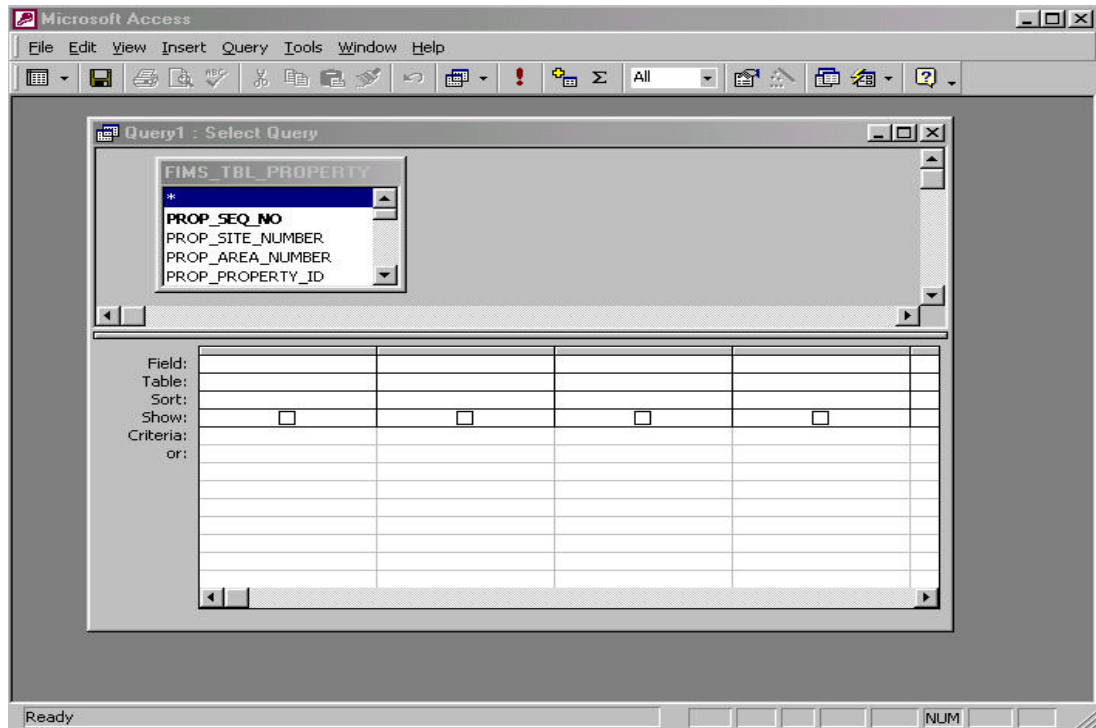 Microsoft Access
File Edit View Insert Query Tools Window Help
ABC All
Query1 : Select Query
FIMS_TBL_PROPERTY
*
PROP_SEQ_NO
PROP_SITE_NUMBER
PROP_AREA_NUMBER
PROP_PROPERTY_ID
Field:
Table:
Sort:
Show:
Criteria:
or:
Ready NUM